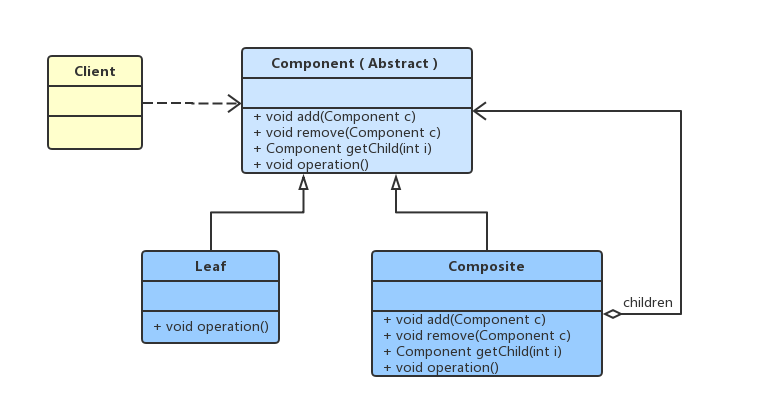 Client
Component ( Abstract )
+ void add(Component c)
+ void remove(Component c)
+ Component getChild(int i)
+ void operation()
Leaf
+ void operation()
Composite
+ void add(Component c)
+ void remove(Component c)
+ Component getChild(int i)
+ void operation()
children